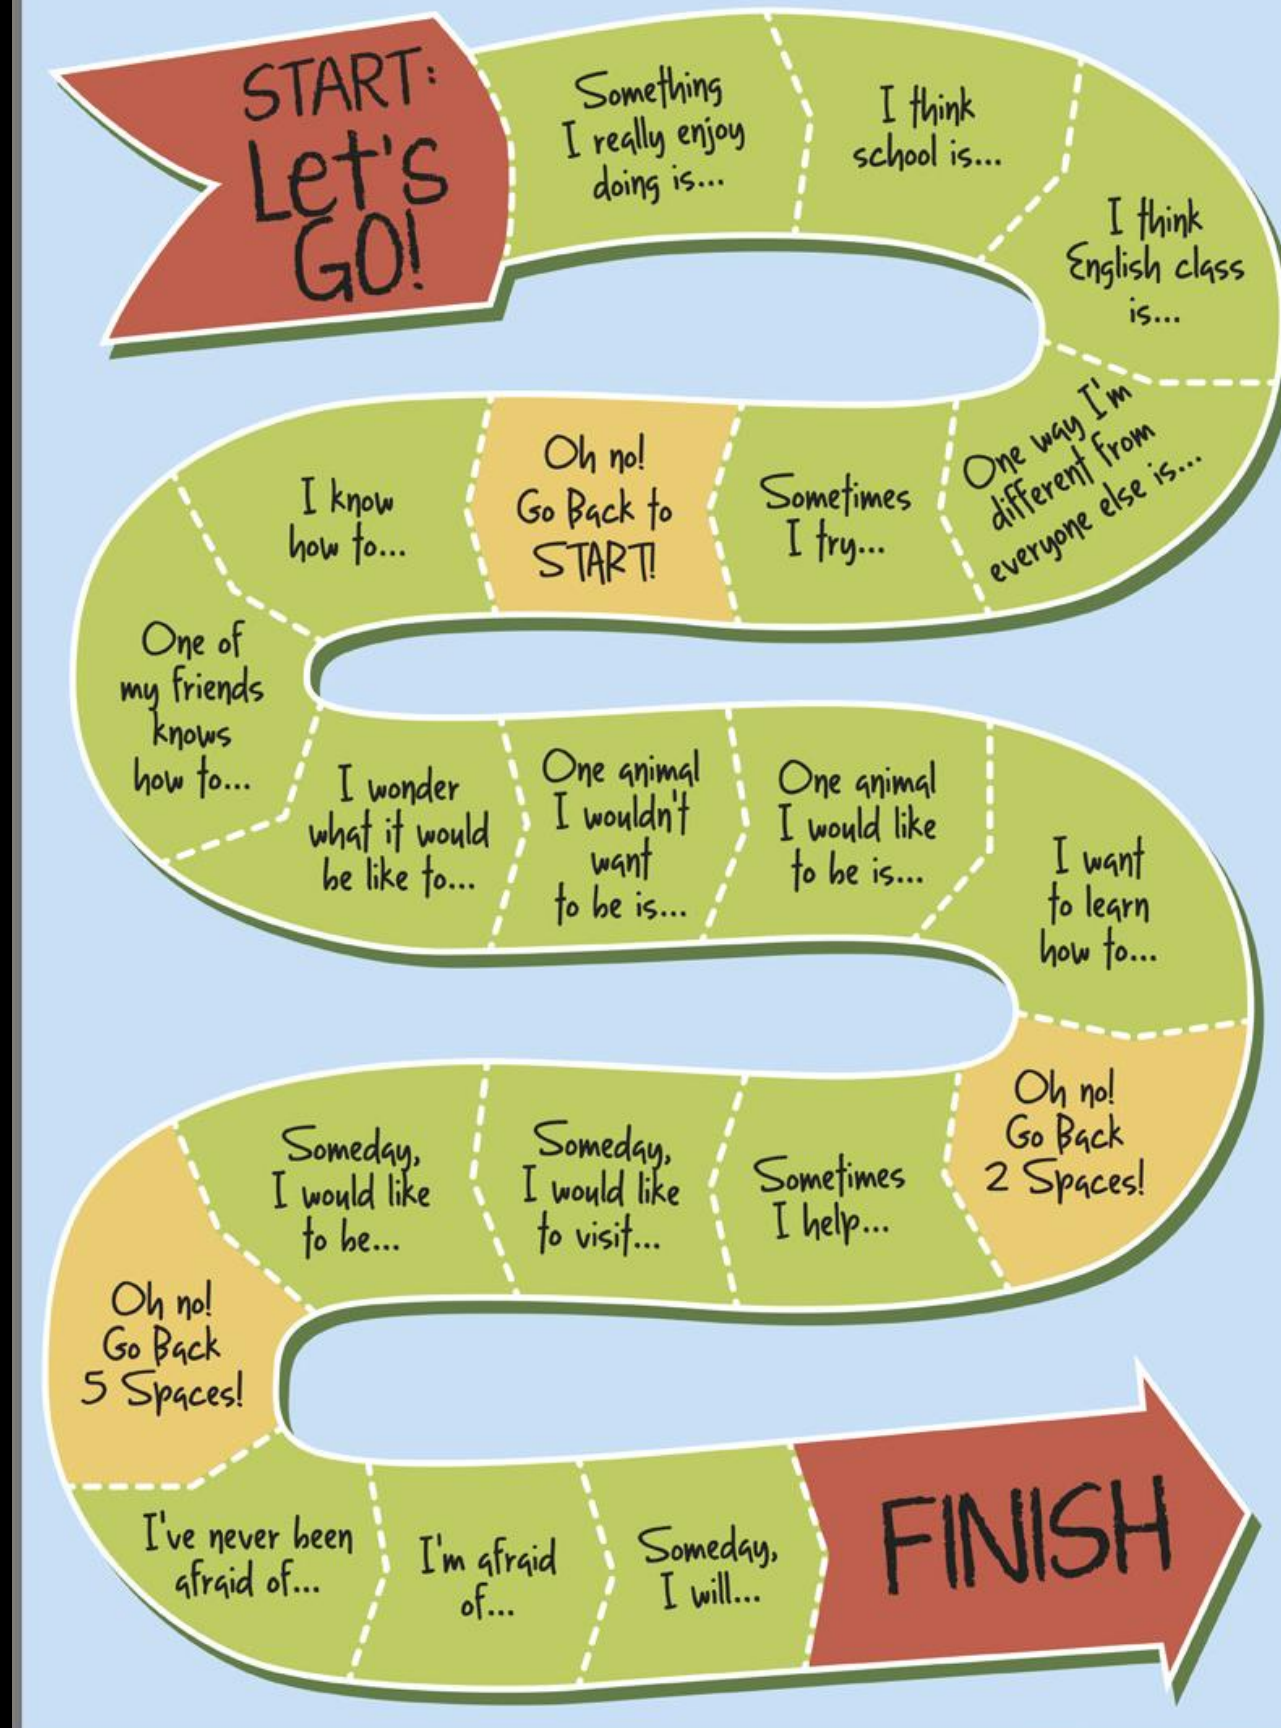 START:
Let's
GO!
Something
I really enjoy
doing is...
I think
school is...
I think
English class
is...
One way I'm
different from
everyone else is...
Sometimes
I try...
Oh no!
Go Back to
START!
I know
how to...
One of
my friends
knows
how to...
I wonder
what it would
be like to...
One animal
I wouldn't
want
to be is...
One animal
I would like
to be is...
I want
to learn
how to...
Oh no!
Go Back
2 Spaces!
Sometimes
I help...
Someday,
I would like
to visit...
Someday,
I would like
to be...
Oh no!
Go Back
5 Spaces!
I've never been
afraid of...
I'm afraid
of...
Someday,
I will...
FINISH